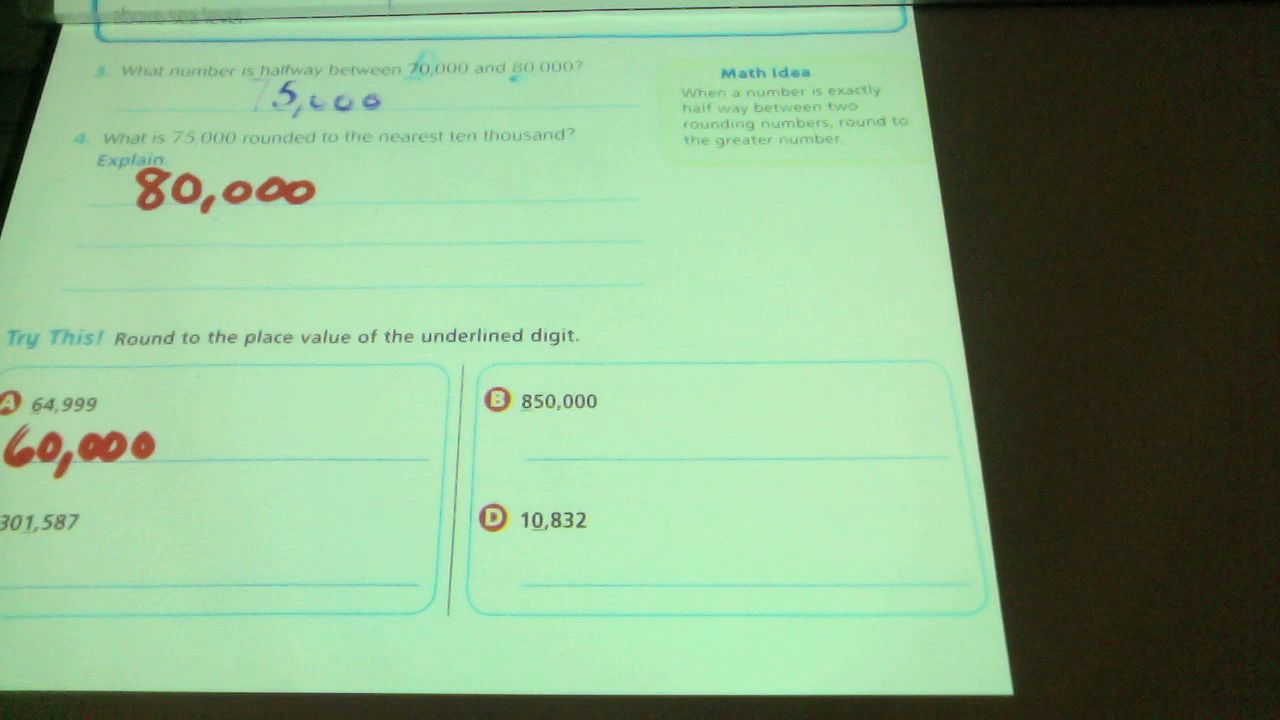 3. What number is halfway between 70,000 and 80,000?
75,000
4. What is 75,000 rounded to the nearest ten thousand?
Explain.
80,000
Math Idea
When a number is exactly
half way between two
rounding numbers, round to
the greater number.
Try This! Round to the place value of the underlined digit.
A 64,999
60,000
B 850,000
301,587
D 10,832